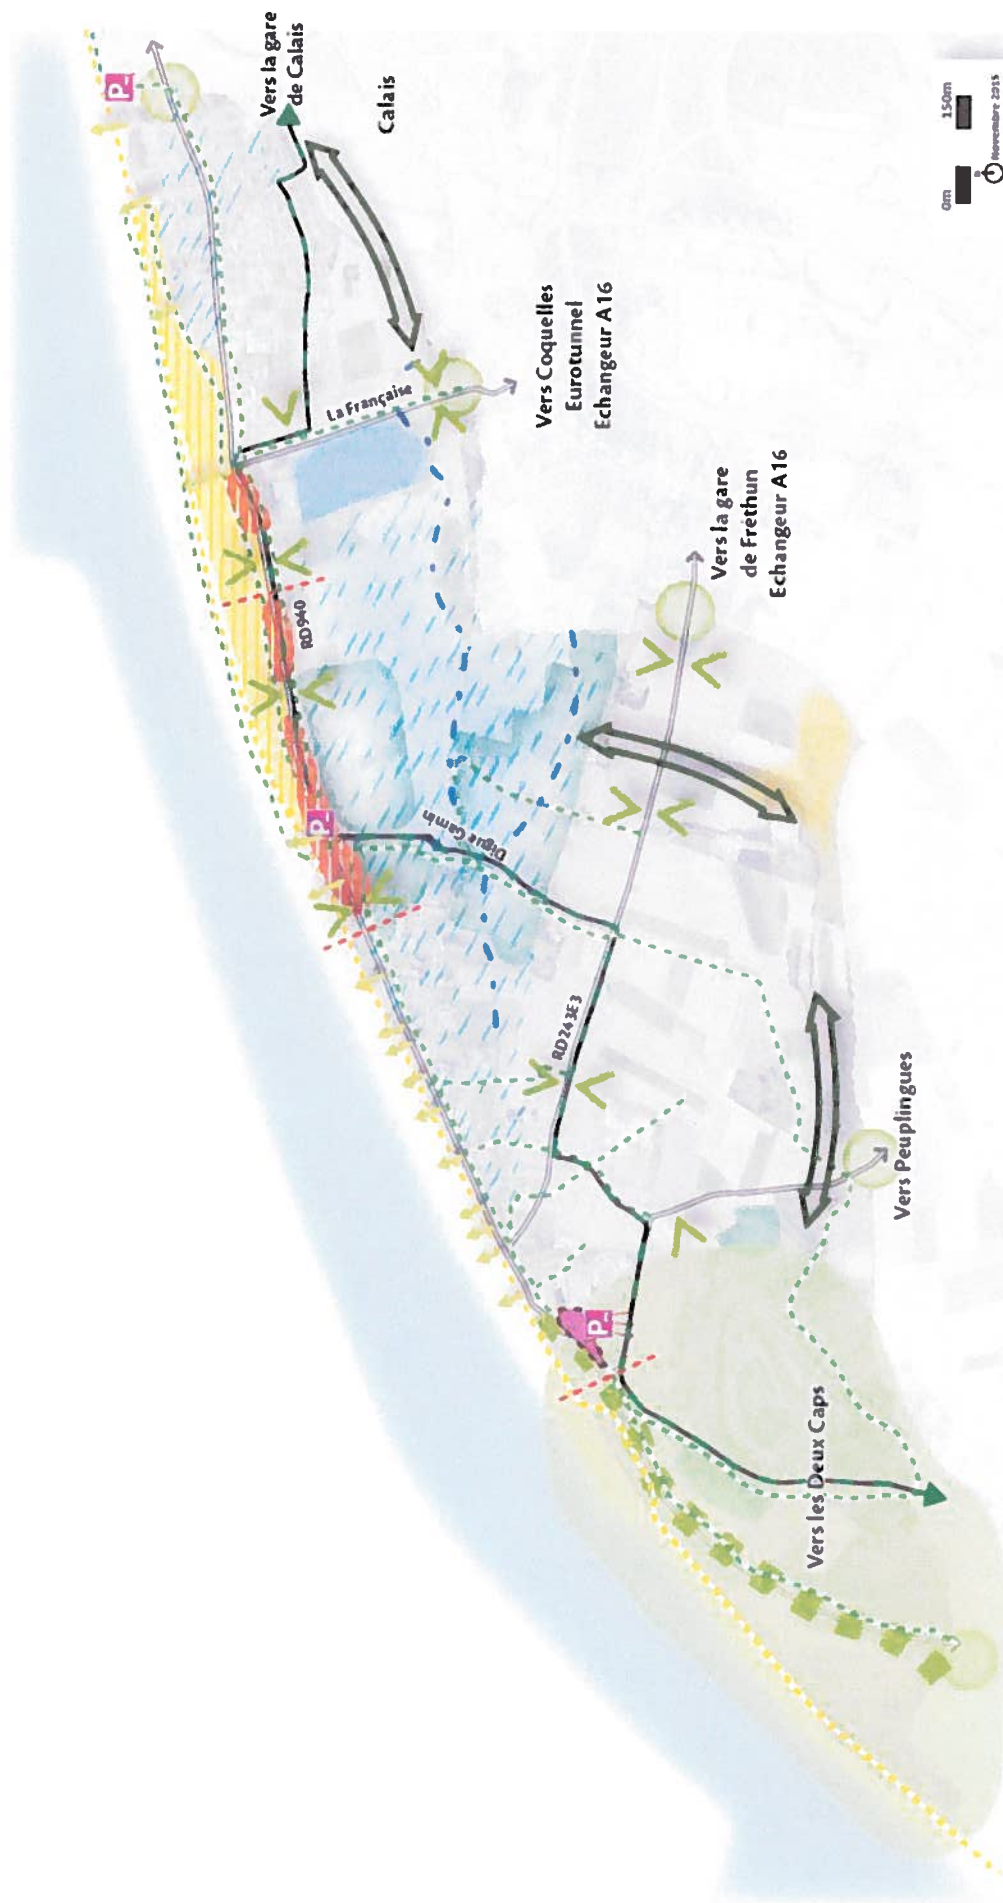 P
Vers la gare
de Calais
Calais
La Française
Vers Coquelles
Eurotunnel
Echangeur A16
RD940
Vers la gare
de Fréthun
Echangeur A16
P
Digue Camin
RD243E3
Vers Peuplingues
P
Vers les Deux Caps
0m 150m
Novembre 2015